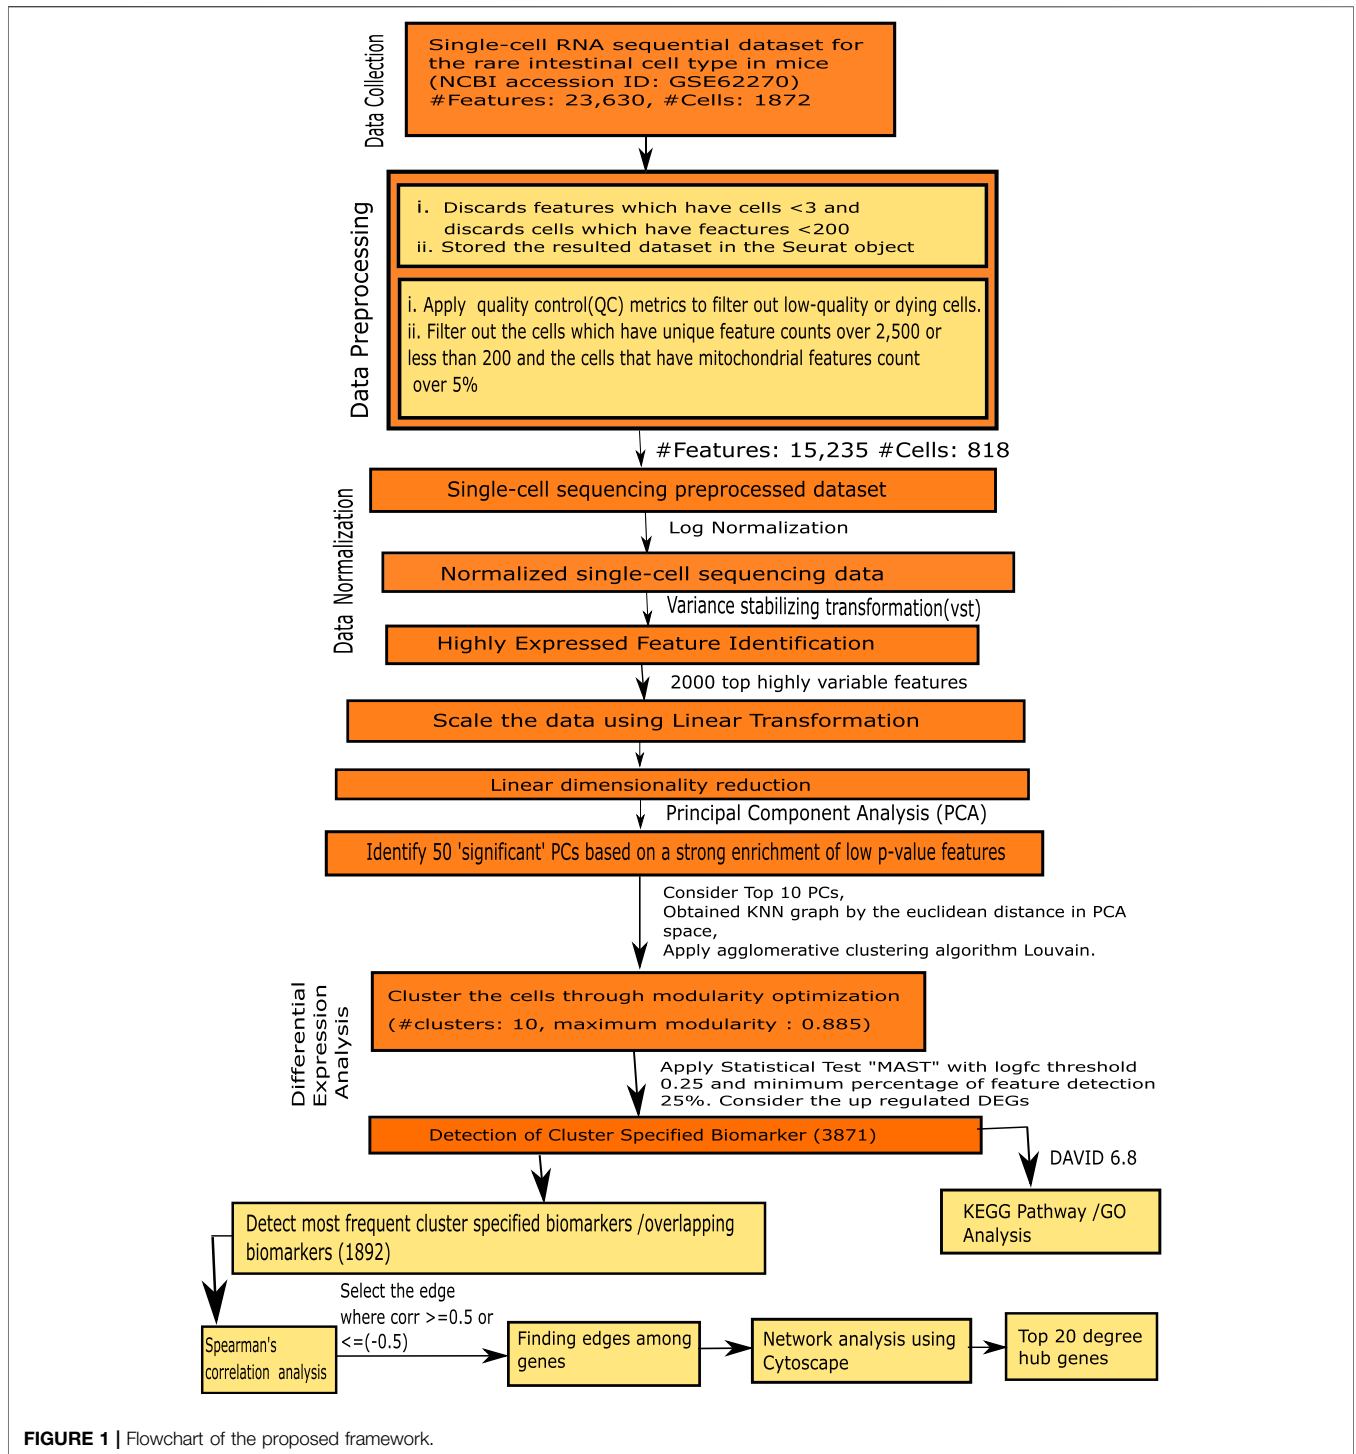 Data Collection
Single-cell RNA sequential dataset for
the rare intestinal cell type in mice
(NCBI accession ID: GSE62270)
#Features: 23,630, #Cells: 1872
Data Preprocessing
i. Discards features which have cells <3 and
discards cells which have feactures <200
ii. Stored the resulted dataset in the Seurat object
i. Apply quality control(QC) metrics to filter out low-quality or dying cells.
ii. Filter out the cells which have unique feature counts over 2,500 or
less than 200 and the cells that have mitochondrial features count
over 5%
#Features: 15,235 #Cells: 818
Data Normalization
Single-cell sequencing preprocessed dataset
Log Normalization
Normalized single-cell sequencing data
Variance stabilizing transformation(vst)
Highly Expressed Feature Identification
2000 top highly variable features
Scale the data using Linear Transformation
Linear dimensionality reduction
Principal Component Analysis (PCA)
Identify 50 'significant' PCs based on a strong enrichment of low p-value features
Consider Top 10 PCs,
Obtained KNN graph by the euclidean distance in PCA
space,
Apply agglomerative clustering algorithm Louvain.
Differential
Expression
Analysis
Cluster the cells through modularity optimization
(#clusters: 10, maximum modularity : 0.885)
Apply Statistical Test "MAST" with logfc threshold
0.25 and minimum percentage of feature detection
25%. Consider the up regulated DEGs
Detection of Cluster Specified Biomarker (3871)
DAVID 6.8
KEGG Pathway /GO
Analysis
Detect most frequent cluster specified biomarkers /overlapping
biomarkers (1892)
Spearman's
correlation analysis
Select the edge
where corr >=0.5 or
<=(-0.5)
Finding edges among
genes
Network analysis using
Cytoscape
Top 20 degree
hub genes
FIGURE 1 | Flowchart of the proposed framework.